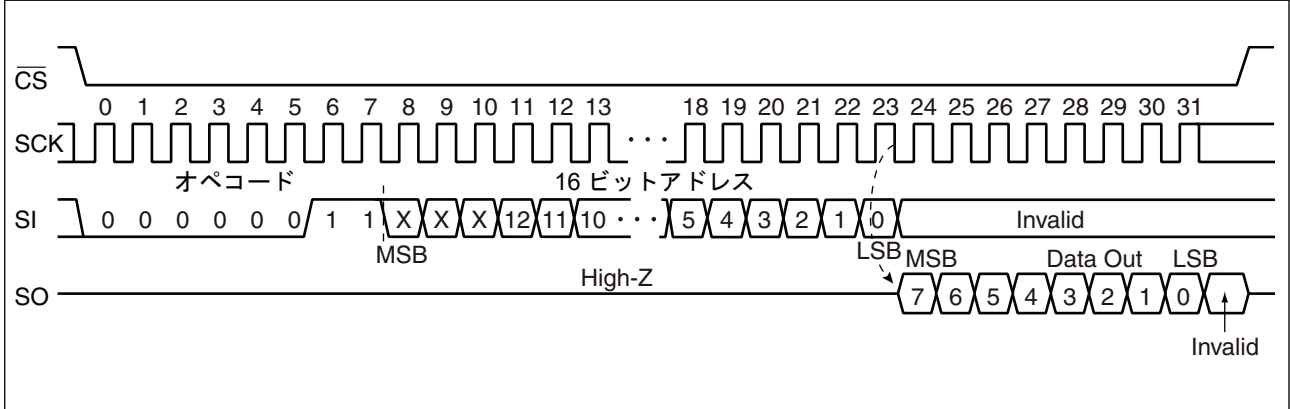 CS
0 1 2 3 4 5 6 7 8 9 10 11 12 13 18 19 20 21 22 23 24 25 26 27 28 29 30 31
SCK ···
オペコード 16 ビットアドレス
SI 0 0 0 0 0 0 1 1 X X X 12 11 10 ··· 5 4 3 2 1 0 Invalid
MSB LSB MSB Data Out LSB
High-Z
SO 7 6 5 4 3 2 1 0
Invalid